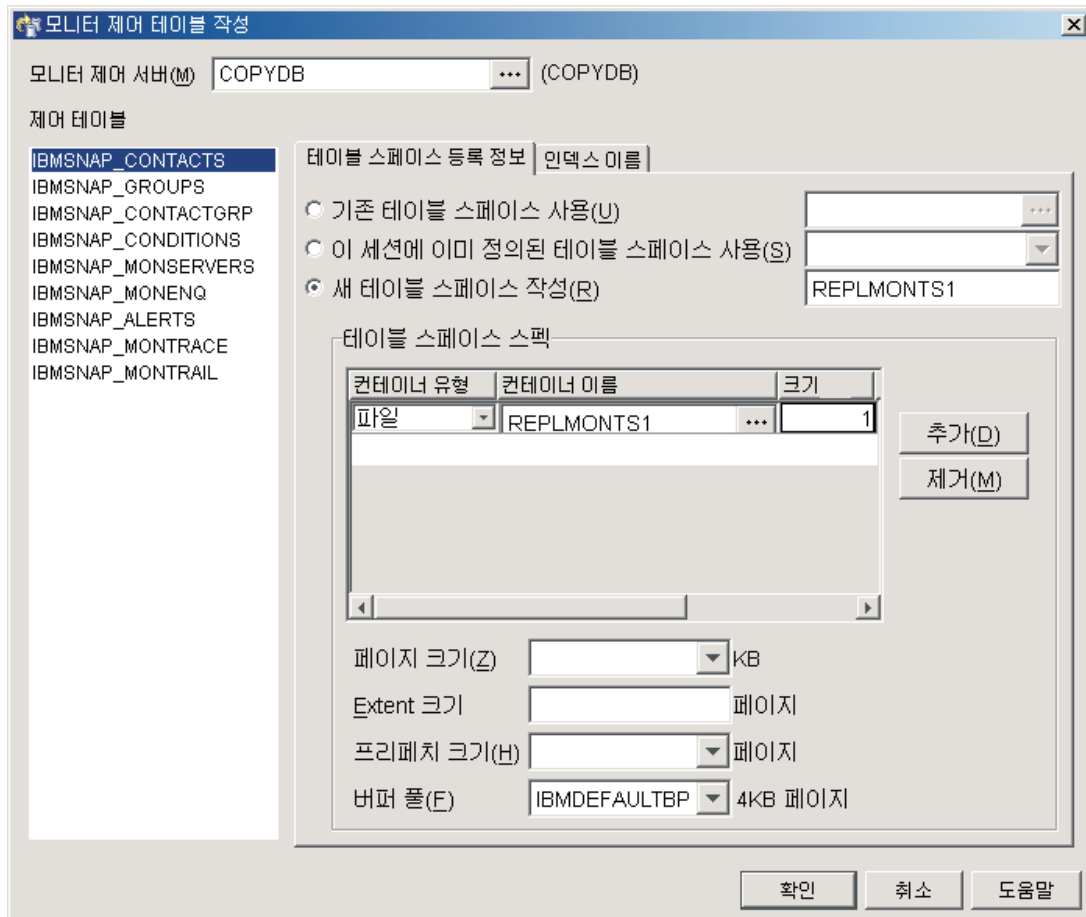 모니터 제어 테이블 작성
모니터 제어 서버(M) COPYDB ... (COPYDB)
제어 테이블
IBMSNAP_CONTACTS
IBMSNAP_GROUPS
IBMSNAP_CONTACTGRP
IBMSNAP_CONDITIONS
IBMSNAP_MONSERVERS
IBMSNAP_MONENQ
IBMSNAP_ALERTS
IBMSNAP_MONTRACE
IBMSNAP_MONTRAIL
테이블 스페이스 등록 정보 인덱스 이름
기존 테이블 스페이스 사용(U) ...
이 세션에 이미 정의된 테이블 스페이스 사용(S)
새 테이블 스페이스 작성(R) REPLMONTS1
테이블 스페이스 스펙
컨테이너 유형 컨테이너 이름 크기
파일 REPLMONTS1 ... 1
추가(D)
제거(M)
페이지 크기(Z) KB
Extent 크기 페이지
프리페치 크기(H) 페이지
버퍼 풀(F) IBMDEFAULTBP 4KB 페이지
확인 취소 도움말